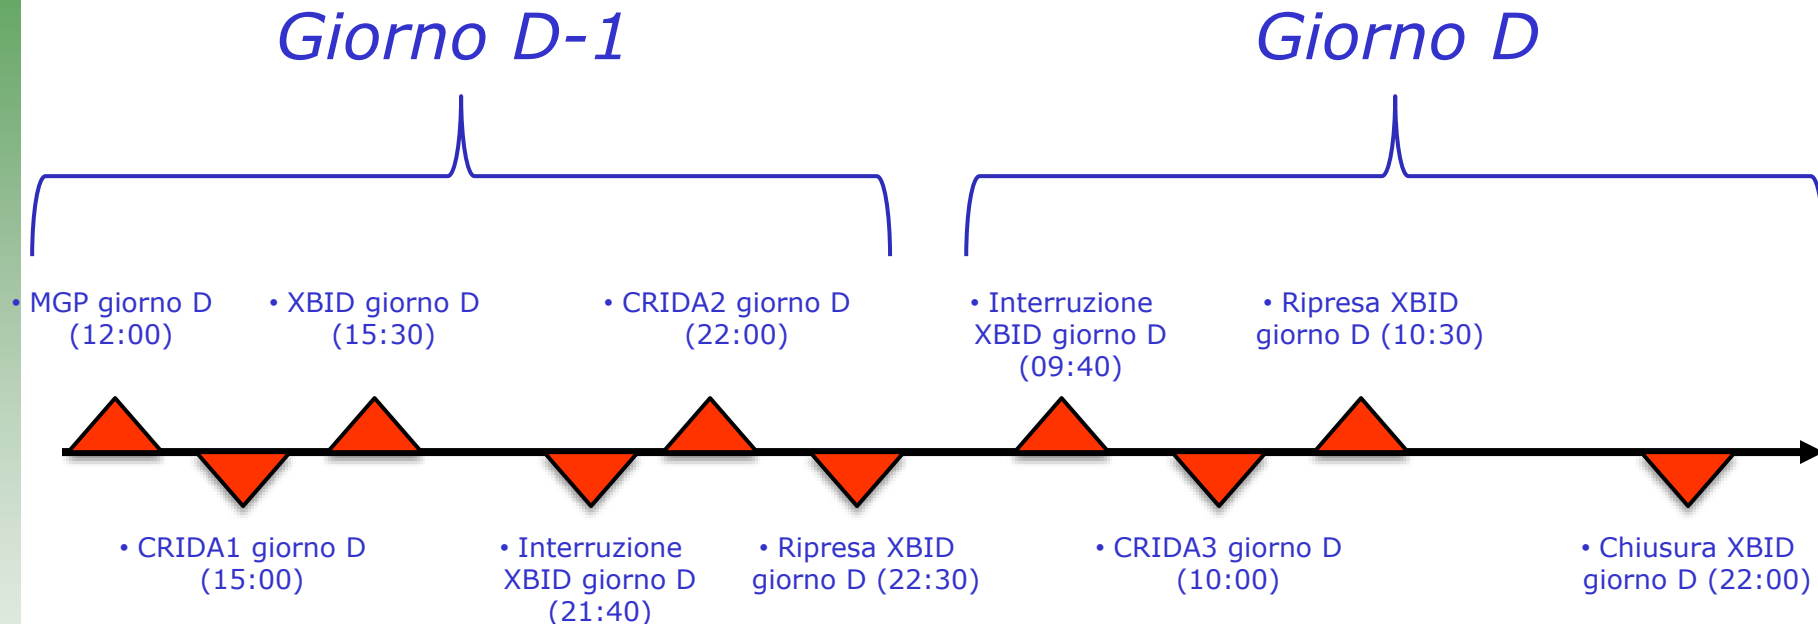 Giorno D-1
Giorno D
• MGP giorno D
(12:00)
• XBID giorno D
(15:30)
• CRIDA2 giorno D
(22:00)
• Interruzione
XBID giorno D
(09:40)
• Ripresa XBID
giorno D (10:30)
• CRIDA1 giorno D
(15:00)
• Interruzione
XBID giorno D
(21:40)
• Ripresa XBID
giorno D (22:30)
• CRIDA3 giorno D
(10:00)
• Chiusura XBID
giorno D (22:00)